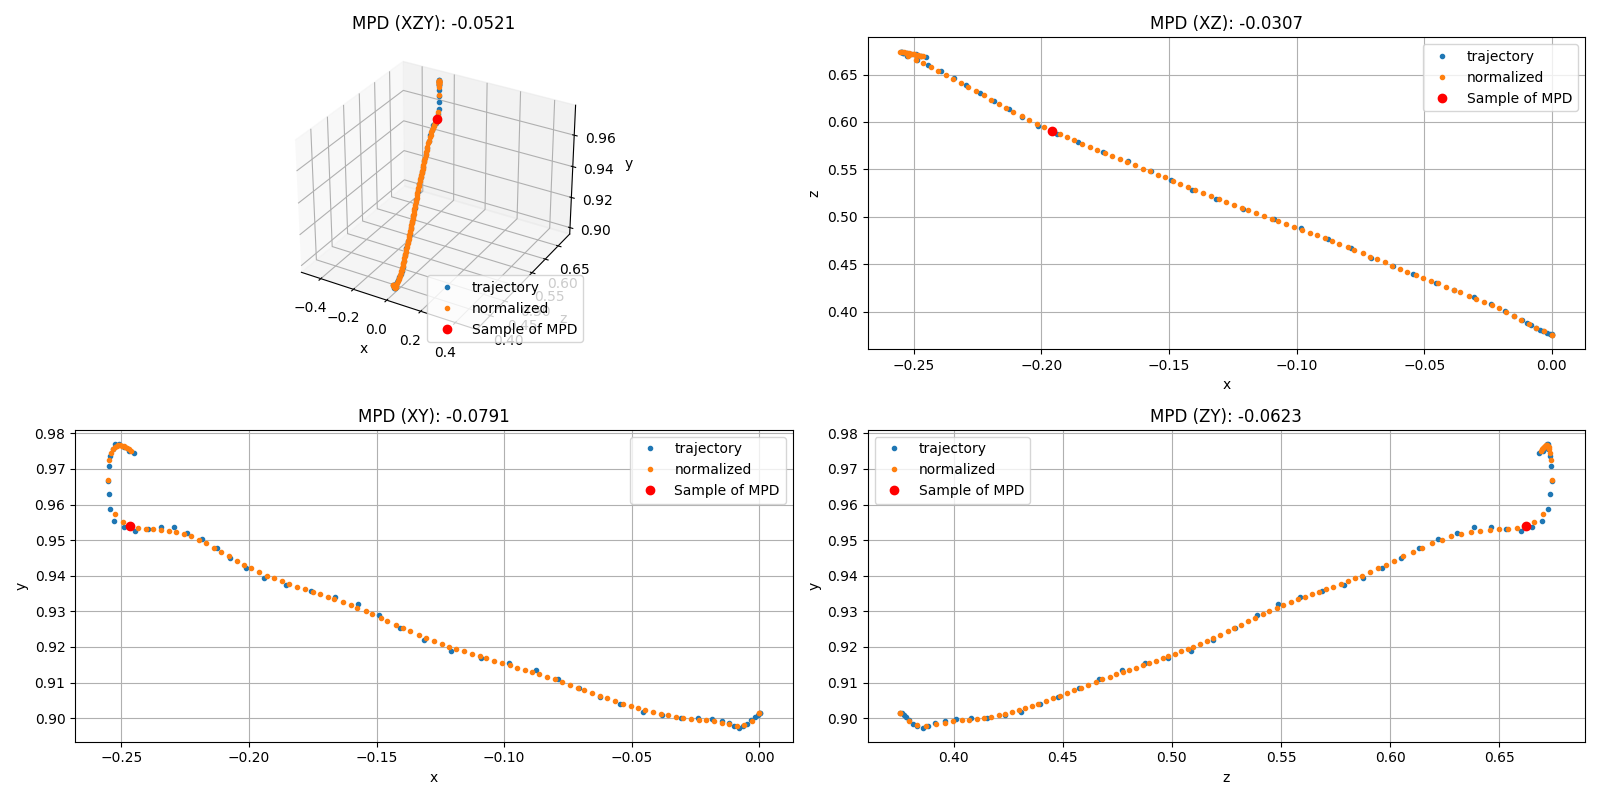 MPD (XZY): -0.0521
0.96
0.94
0.92
0.90
y
0.65
0.60
0.55
0.50
0.45
0.40
z
−0.4
−0.2
0.0
0.2
0.4
x
trajectory
normalized
Sample of MPD
MPD (XZ): -0.0307
trajectory
normalized
Sample of MPD
0.65
0.60
0.55
0.50
0.45
0.40
z
−0.25
−0.20
−0.15
−0.10
−0.05
0.00
x
MPD (XY): -0.0791
trajectory
normalized
Sample of MPD
0.98
0.97
0.96
0.95
0.94
0.93
0.92
0.91
0.90
y
−0.25
−0.20
−0.15
−0.10
−0.05
0.00
x
MPD (ZY): -0.0623
trajectory
normalized
Sample of MPD
0.98
0.97
0.96
0.95
0.94
0.93
0.92
0.91
0.90
y
0.40
0.45
0.50
0.55
0.60
0.65
z